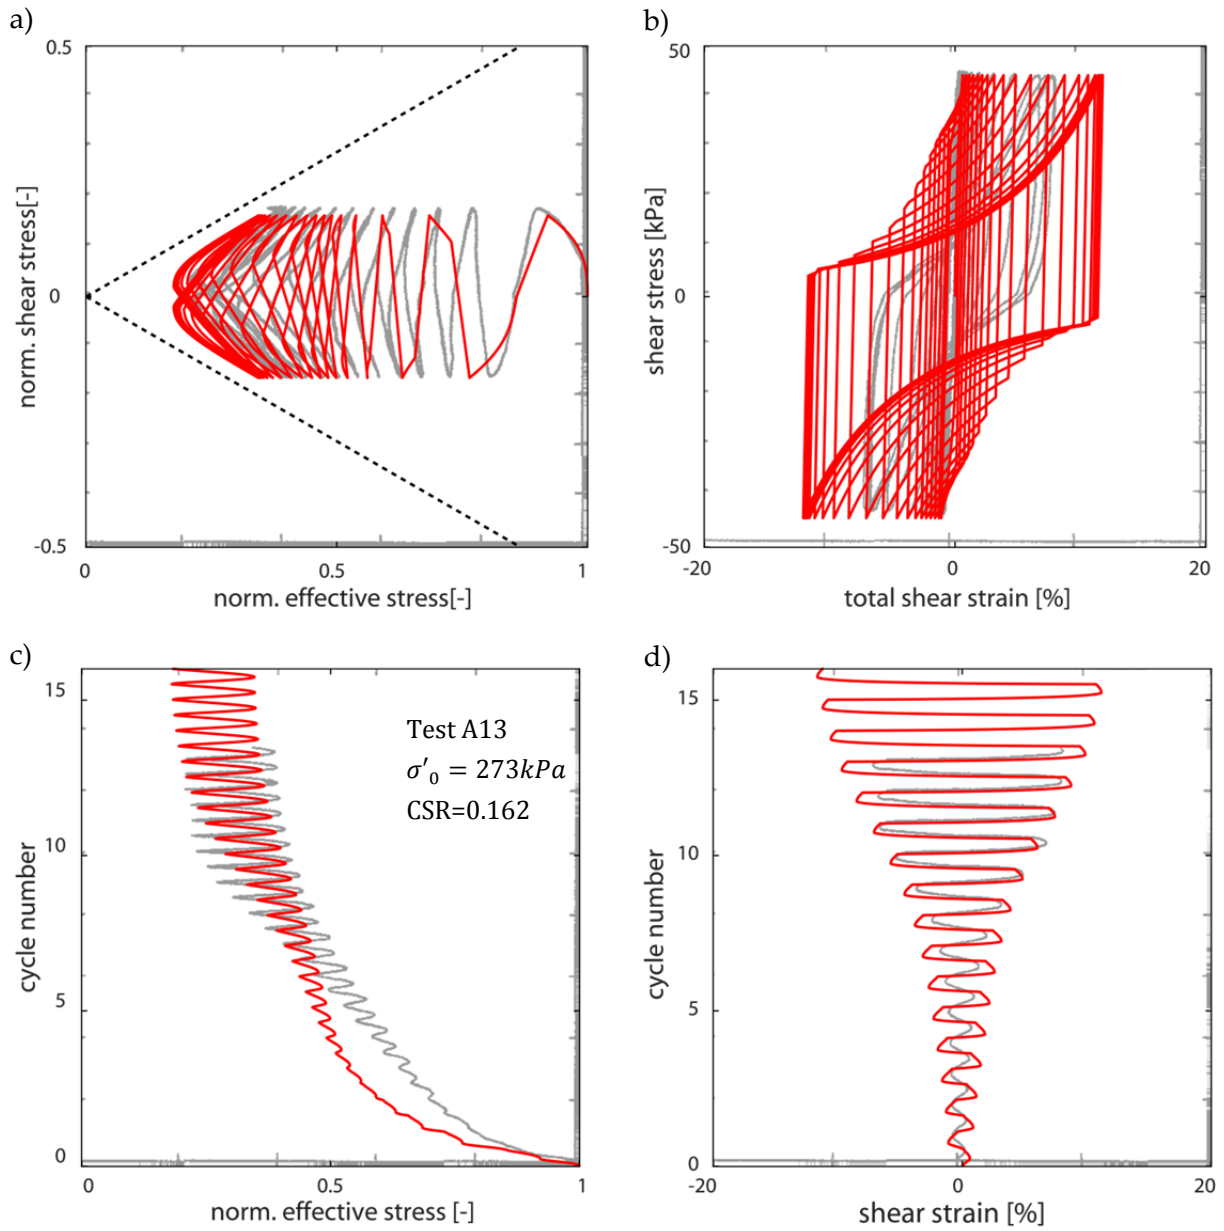 a)
0.5
0
-0.5
norm. shear stress[-]
0
0.5
1
norm. effective stress[-]
b)
50
0
-50
shear stress [kPa]
-20
0
20
total shear strain [%]
c)
15
10
5
0
cycle number
Test A13
σ′₀ = 273kPa
CSR=0.162
0
0.5
1
norm. effective stress [-]
d)
15
10
5
0
cycle number
-20
0
20
shear strain [%]